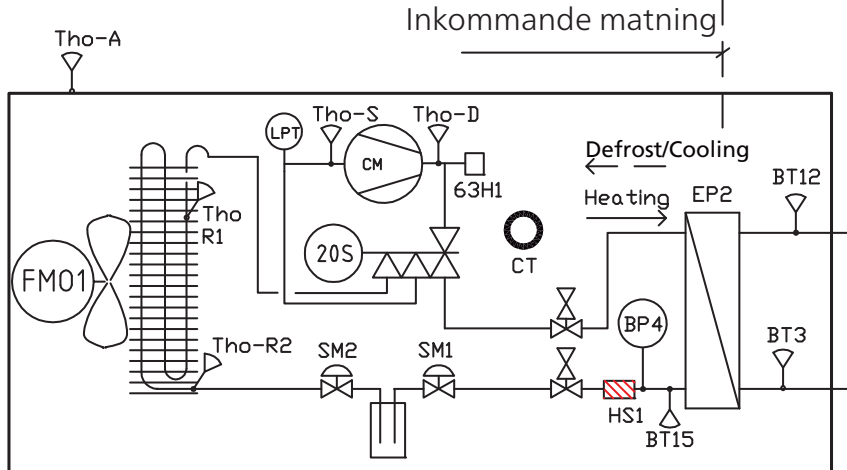 Inkommande matning
Tho-A
LPT
Tho-S
Tho-D
CM
63H1
Defrost/Cooling
Heating
EP2
BT12
Tho
R1
20S
CT
FM01
BP4
Tho-R2
SM2
SM1
BT3
HS1
BT15